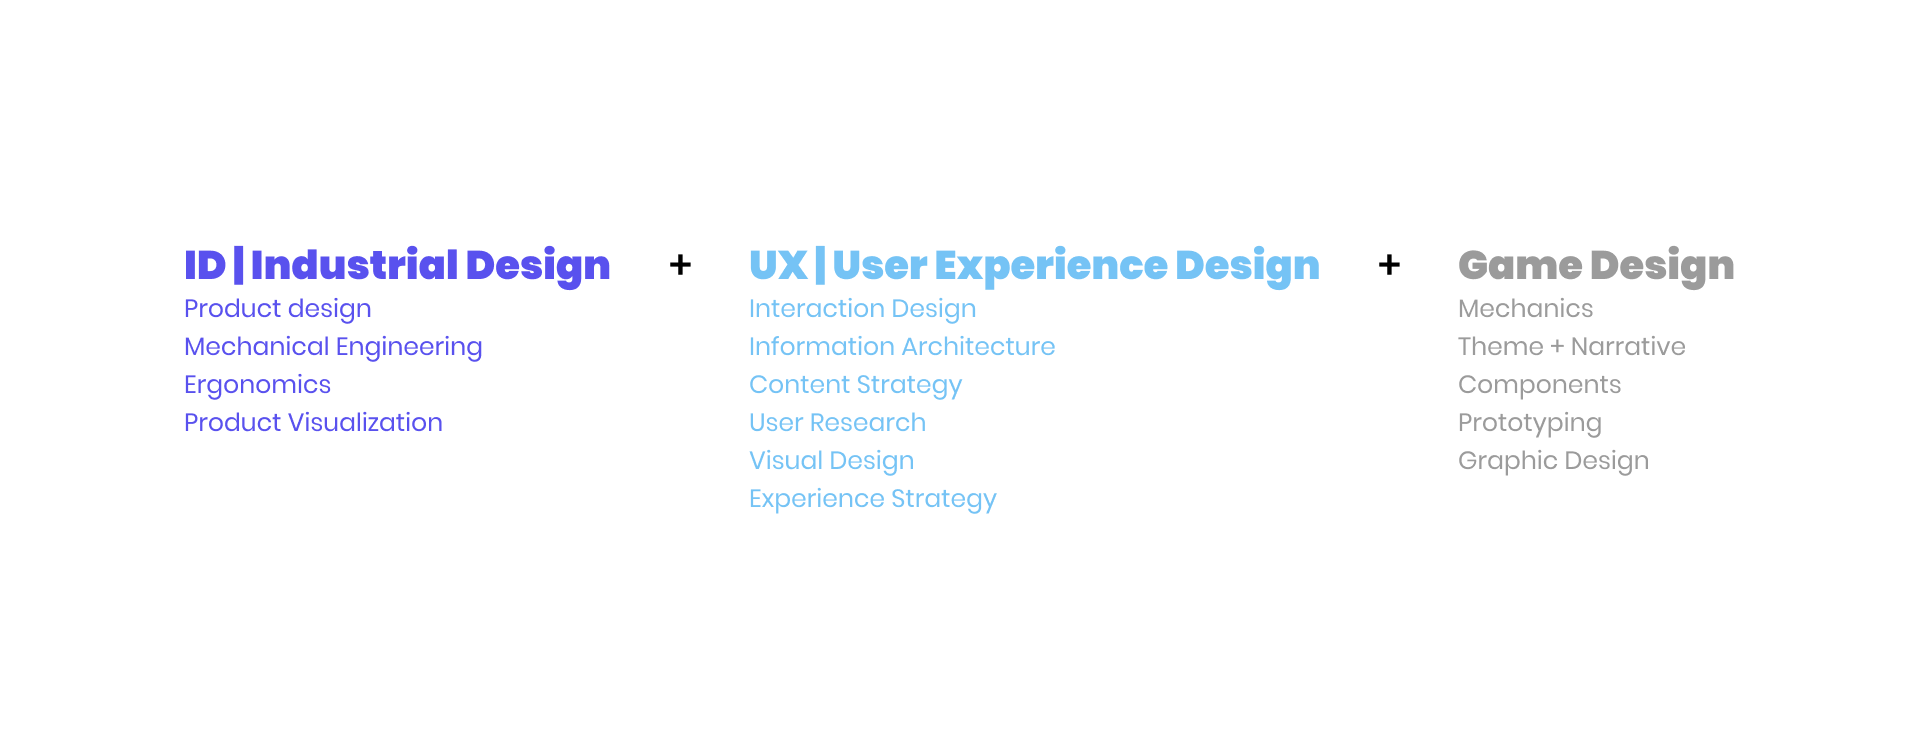 ID | Industrial Design
Product design
Mechanical Engineering
Ergonomics
Product Visualization
+
UX | User Experience Design
Interaction Design
Information Architecture
Content Strategy
User Research
Visual Design
Experience Strategy
+
Game Design
Mechanics
Theme + Narrative
Components
Prototyping
Graphic Design